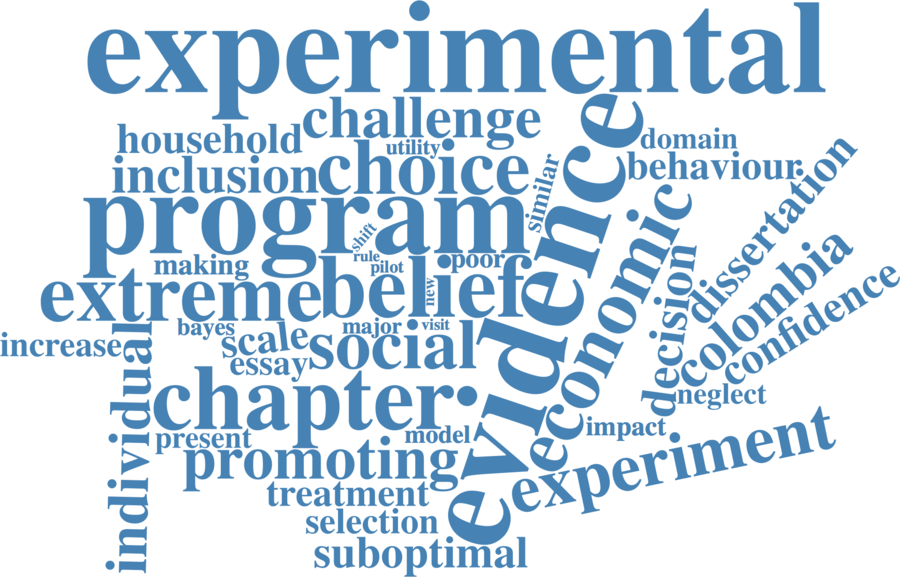 experimental
challenge
household
utility
domain
choice
inclusion
behaviour
similar
evidence
program
shift
economic
dissertation
rule
poor
making
pilot
belief
extreme
new
decision
colombia
confidence
bayes
major
visit
scale
social
increase
individual
essay
chapter
•
neglect
impact
present
model
experiment
promoting
treatment
selection
suboptimal